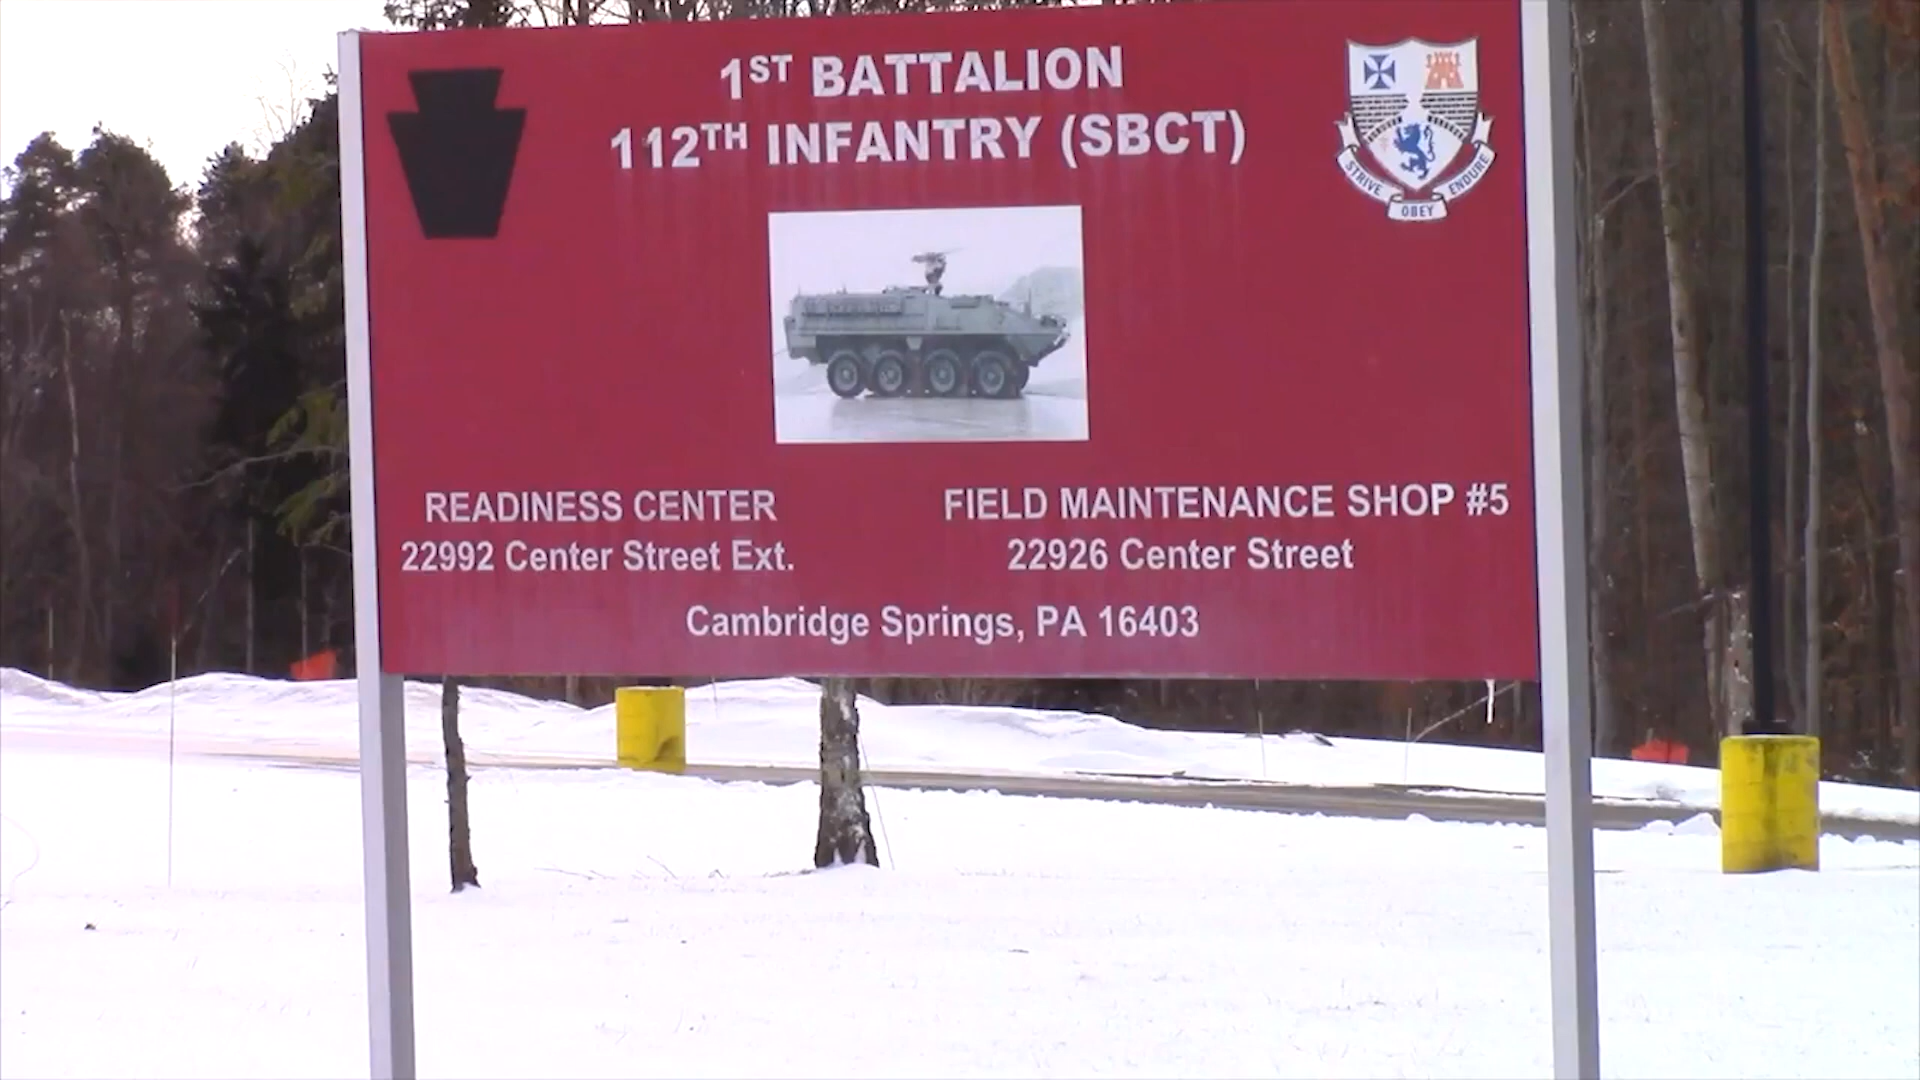 1ST BATTALION
112TH INFANTRY (SBCT)
STRIVE OBEY ENDURE
READINESS CENTER
22992 Center Street Ext.
FIELD MAINTENANCE SHOP #5
22926 Center Street
Cambridge Springs, PA 16403